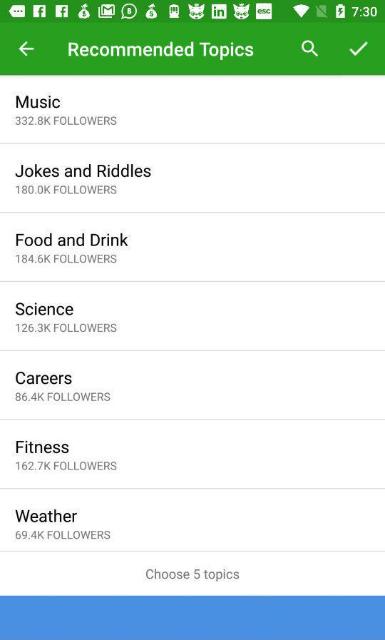 7:30
Recommended Topics
Music
332.8K FOLLOWERS
Jokes and Riddles
180.0K FOLLOWERS
Food and Drink
184.6K FOLLOWERS
Science
126.3K FOLLOWERS
Careers
86.4K FOLLOWERS
Fitness
162.7K FOLLOWERS
Weather
69.4K FOLLOWERS
Choose 5 topics